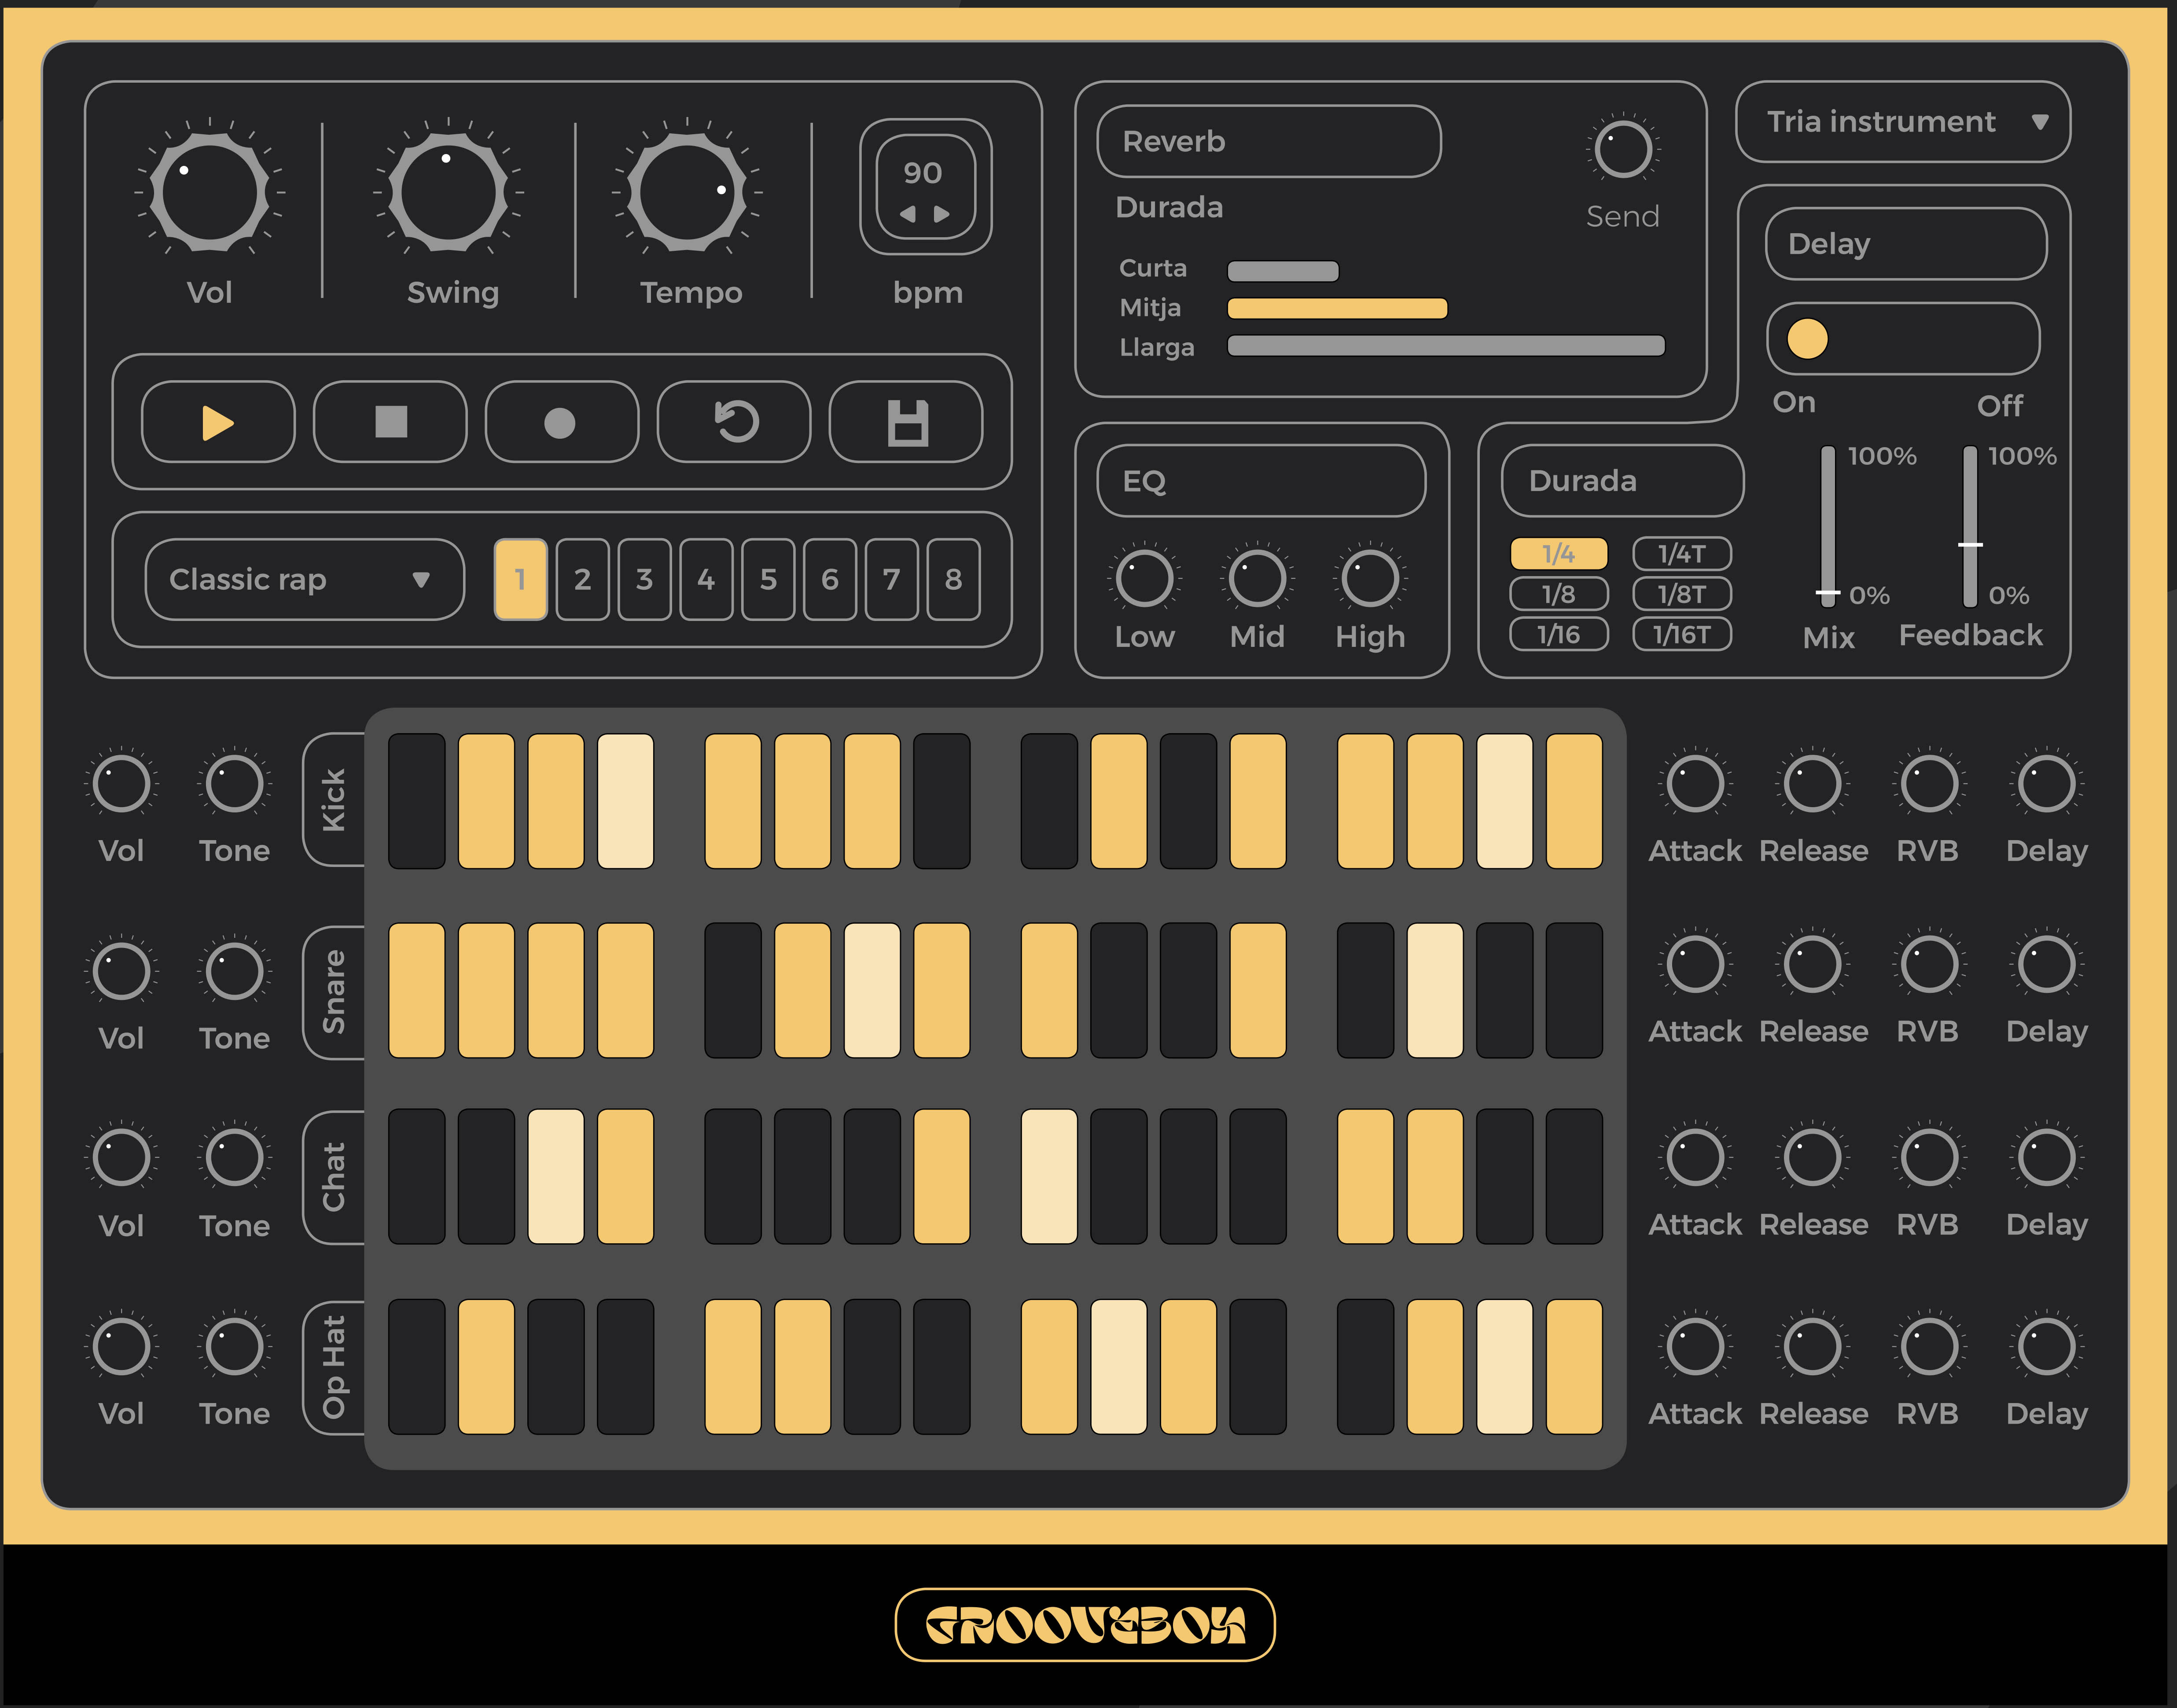 Vol
Swing
Tempo
90
bpm
Classic rap
1 2 3 4 5 6 7 8
Reverb
Durada
Curta
Mitja
Llarga
Send
Tria instrument
Delay
On
Off
EQ
Low
Mid
High
Durada
1/4 1/4T
1/8 1/8T
1/16 1/16T
100%
0%
Mix
100%
0%
Feedback
Vol Tone Kick Attack Release RVB Delay
Vol Tone Snare Attack Release RVB Delay
Vol Tone Chat Attack Release RVB Delay
Vol Tone Op Hat Attack Release RVB Delay
GROOVEBOX